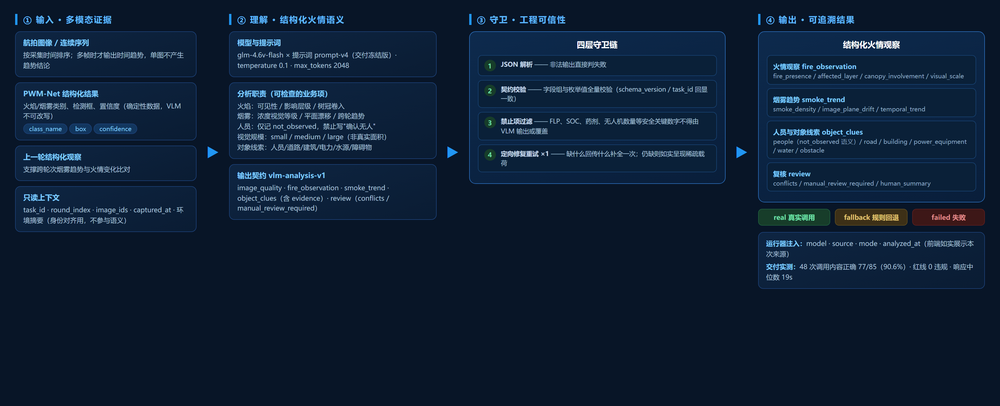 ① 输入 · 多模态证据
航拍图像 / 连续序列
按采集时间排序；多帧时才输出时间趋势，单图不产生
趋势结论
PWM-Net 结构化结果
火焰/烟雾类别、检测框、置信度（确定性数据，VLM
不可改写）
class_name box confidence
上一轮结构化观察
支撑跨轮次烟雾趋势与火情变化比对
只读上下文
task_id · round_index · image_ids · captured_at · 环
境摘要（身份对齐用，不参与语义）
② 理解 · 结构化火情语义
模型与提示词
glm-4.6v-flash × 提示词 prompt-v4（交付冻结版）·
temperature 0.1 · max_tokens 2048
分析职责（可检查的业务项）
火焰：可见性 / 影响层级 / 树冠卷入
烟雾：浓度视觉等级 / 平面漂移 / 跨轮趋势
人员：仅记 not_observed，禁止写"确认无人"
视觉规模：small / medium / large（非真实面积）
对象线索：人员/道路/建筑/电力/水源/障碍物
输出契约 vlm-analysis-v1
image_quality · fire_observation · smoke_trend ·
object_clues（含 evidence）· review（conflicts /
manual_review_required）
③ 守卫 · 工程可信性
四层守卫链
1 JSON 解析 —— 非法输出直接判失败
2 契约校验 —— 字段组与枚举值全量校验（schema_version / task_id 回显
一致）
3 禁止项过滤 —— FLP、SOC、药剂、无人机数量等安全关键数字不得由
VLM 输出或覆盖
4 定向修复重试 ×1 —— 缺什么回传什么补全一次；仍缺则如实呈现稀疏载
荷
④ 输出 · 可追溯结果
结构化火情观察
火情观察 fire_observation
fire_presence / affected_layer / canopy_involvement / visual_scale
烟雾趋势 smoke_trend
smoke_density / image_plane_drift / temporal_trend
人员与对象线索 object_clues
people（not_observed 语义）/ road / building / power_equipment
/ water / obstacle
复核 review
conflicts / manual_review_required / human_summary
real 真实调用 fallback 规则回退 failed 失败
运行器注入：model · source · mode · analyzed_at（前端如实展示本
次来源）
交付实测：48 次调用内容正确 77/85（90.6%）· 红线 0 违规 · 响应中
位数 19s